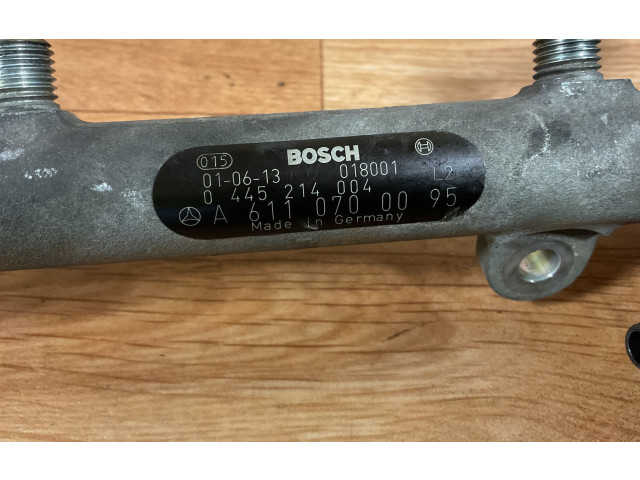 015 BOSCH
01-06-13 018001 L2
0 445 214 004
A 611 070 00 95
Made in Germany